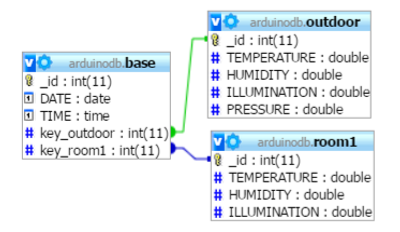 arduinodb.base
_id : int(11)
DATE : date
TIME : time
key_outdoor : int(11)
key_room1 : int(11)
arduinodb.outdoor
_id : int(11)
TEMPERATURE : double
HUMIDITY : double
ILLUMINATION : double
PRESSURE : double
arduinodb.room1
_id : int(11)
TEMPERATURE : double
HUMIDITY : double
ILLUMINATION : double